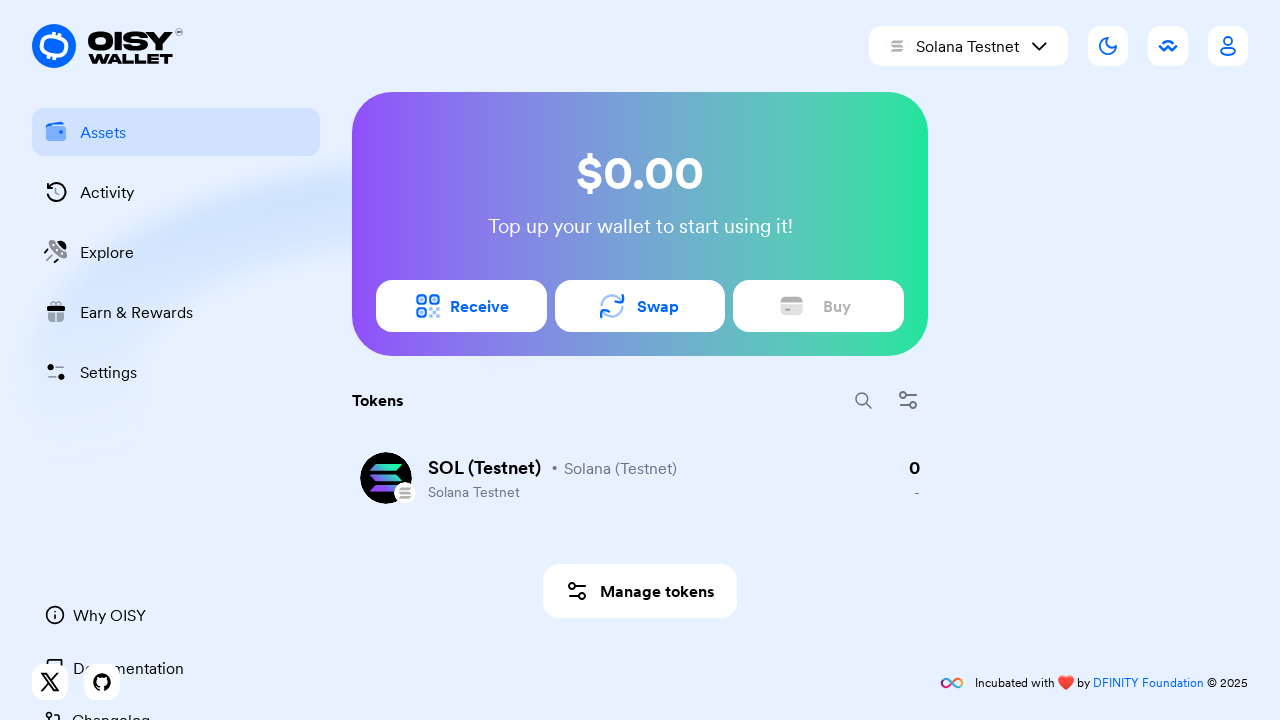 OISY
WALLET
Solana Testnet
Assets
Activity
Explore
Earn & Rewards
Settings
$0.00
Top up your wallet to start using it!
Receive
Swap
Buy
Tokens
SOL (Testnet) • Solana (Testnet)
0
Solana Testnet
-
Manage tokens
Why OISY
Documentation
Changelog
Incubated with ❤️ by DFINITY Foundation © 2025